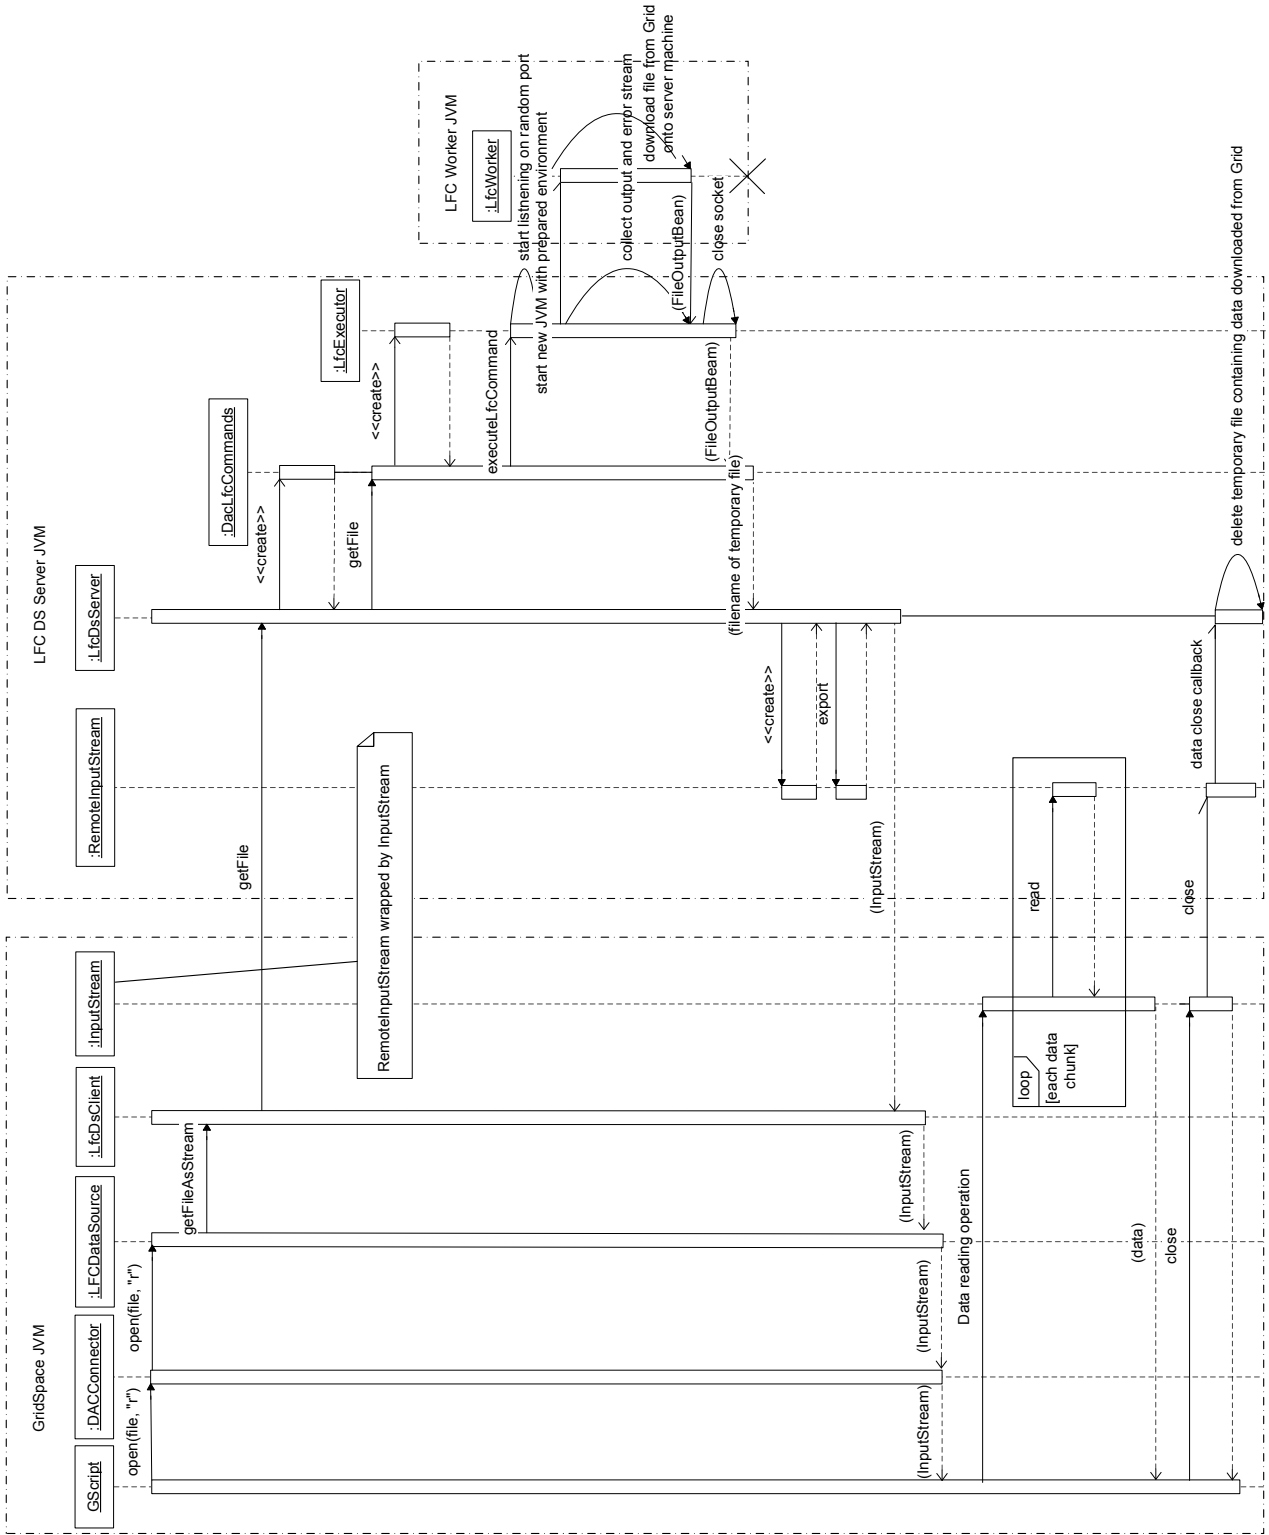 GridSpace JVM
LFC DS Server JVM
LFC Worker JVM
GScript
:DACConnector
:LFCDataSource
:LfcDsClient
:InputStream
:RemoteInputStream
:LfcDsServer
:DacLfcCommands
:LfcExecutor
:LfcWorker
open(file, "r")
open(file, "r")
getFileAsStream
getFile
<<create>>
getFile
<<create>>
executeLfcCommand
start listnening on random port
start new JVM with prepared environment
collect output and error stream
download file from Grid
onto server machine
(FileOutputBean)
close socket
(FileOutputBeam)
(filename of temporary file)
RemoteInputStream wrapped by InputStream
<<create>>
export
(InputStream)
(InputStream)
(InputStream)
(InputStream)
Data reading operation
loop
[each data
chunk]
read
(data)
close
close
data close callback
delete temporary file containing data downloaded from Grid